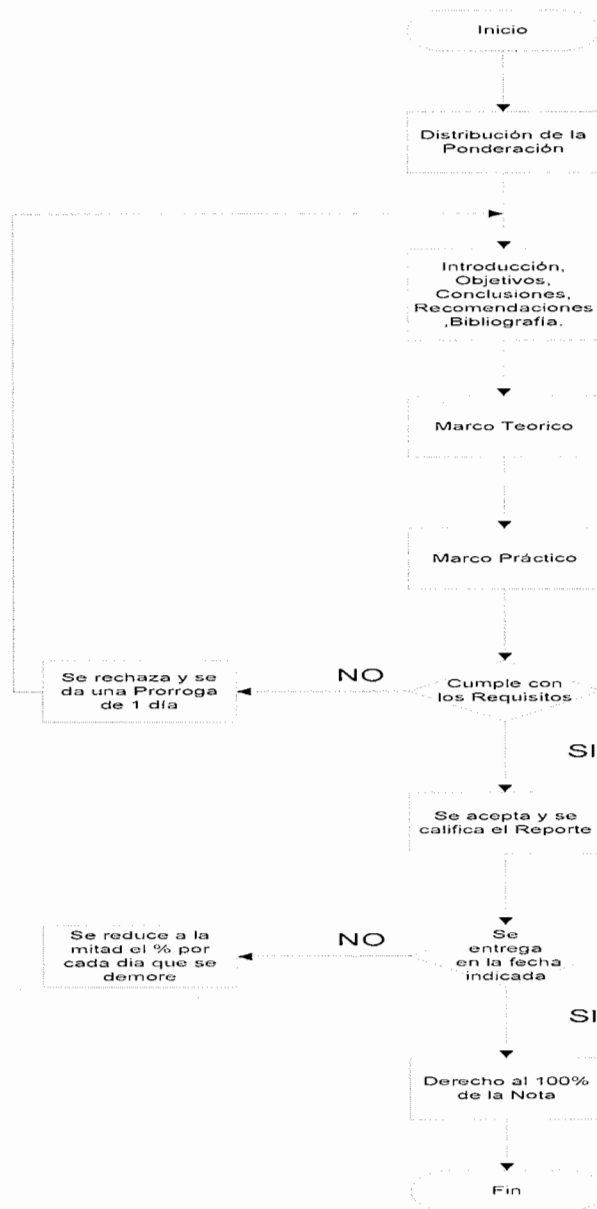 Inicio
Distribución de la
Ponderación
Introducción,
Objetivos,
Conclusiones,
Recomendaciones
,Bibliografía.
Marco Teorico
Marco Práctico
Cumple con
los Requisitos
NO
Se rechaza y se
da una Prorroga
de 1 día
SI
Se acepta y se
califica el Reporte
Se
entrega
en la fecha
indicada
NO
Se reduce a la
mitad el % por
cada dia que se
demore
SI
Derecho al 100%
de la Nota
Fin